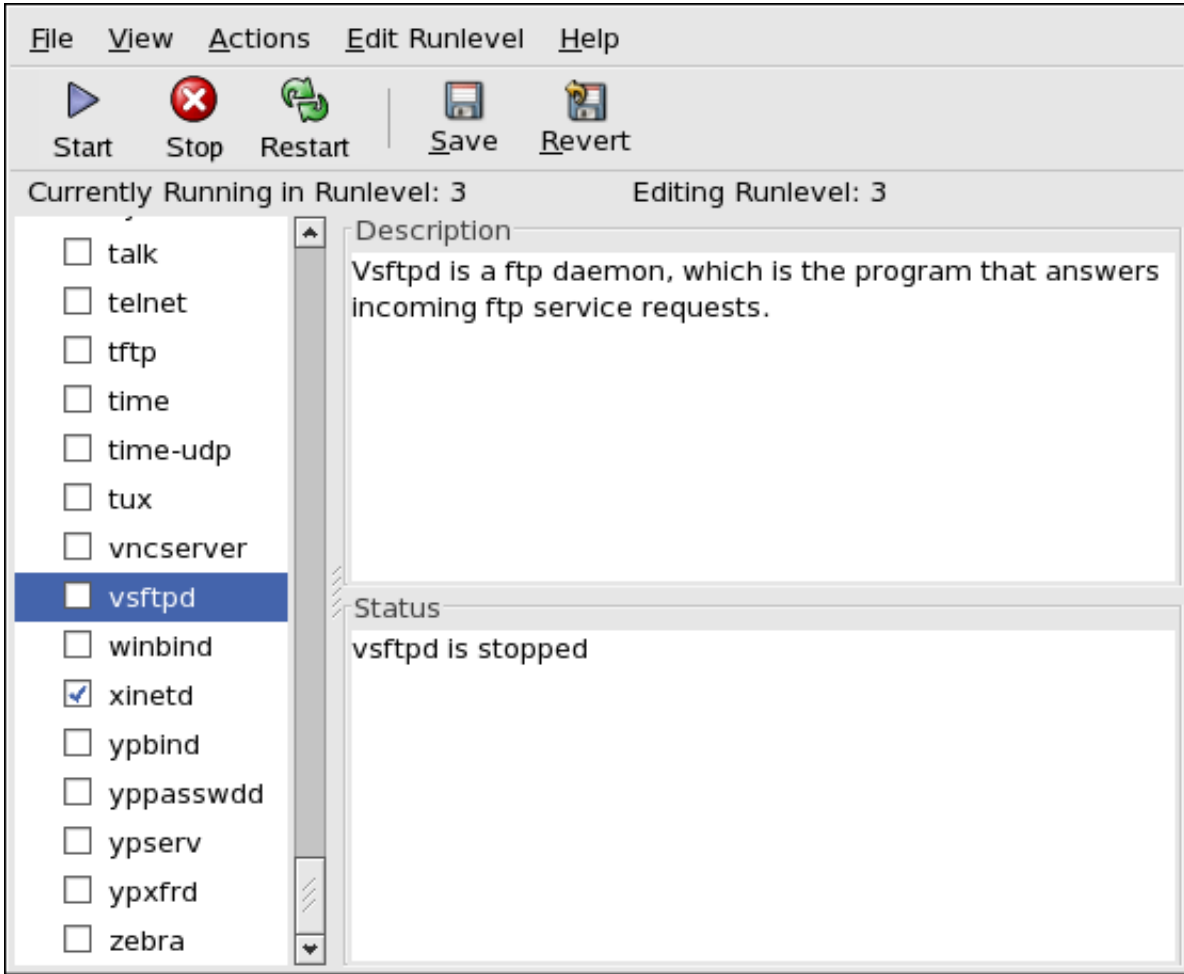 File View Actions Edit Runlevel Help
Start Stop Restart Save Revert
Currently Running in Runlevel: 3 Editing Runlevel: 3
talk
telnet
tftp
time
time-udp
tux
vncserver
vsftpd
winbind
xinetd
ypbind
yppasswdd
ypserv
ypxfrd
zebra
Description
Vsftpd is a ftp daemon, which is the program that answers
incoming ftp service requests.
Status
vsftpd is stopped